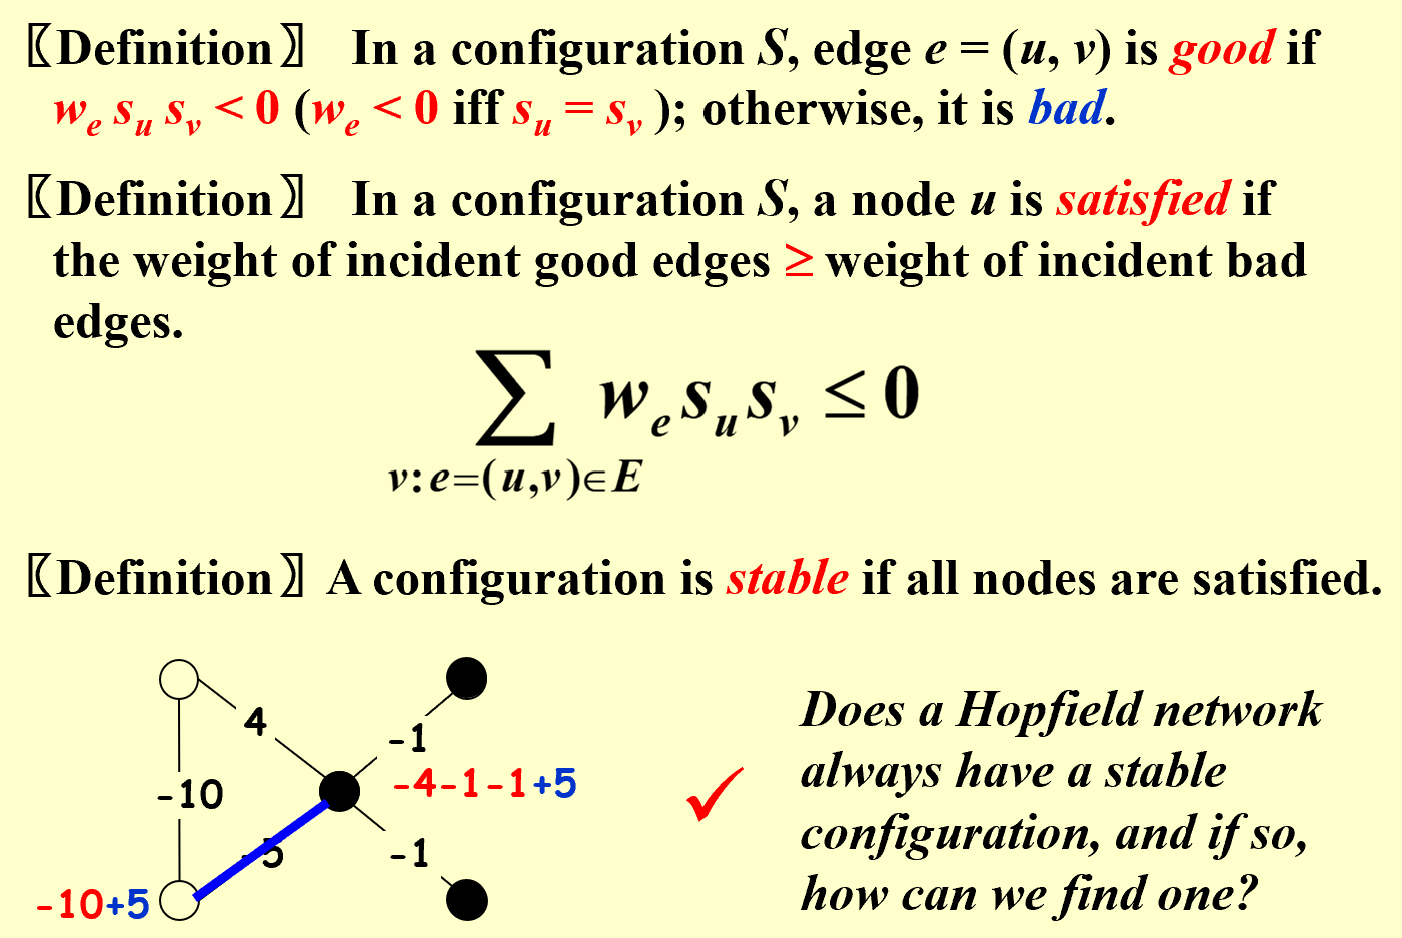 〖Definition〗 In a configuration S, edge e = (u, v) is good if
w_e s_u s_v < 0 (w_e < 0 iff s_u = s_v ); otherwise, it is bad.
〖Definition〗 In a configuration S, a node u is satisfied if
the weight of incident good edges ≥ weight of incident bad
edges.
∑ w_e s_u s_v ≤ 0
v: e=(u,v)∈E
〖Definition〗 A configuration is stable if all nodes are satisfied.
4
-1
-10
-4-1-1+5
-5
-1
-10+5
✓
Does a Hopfield network
always have a stable
configuration, and if so,
how can we find one?